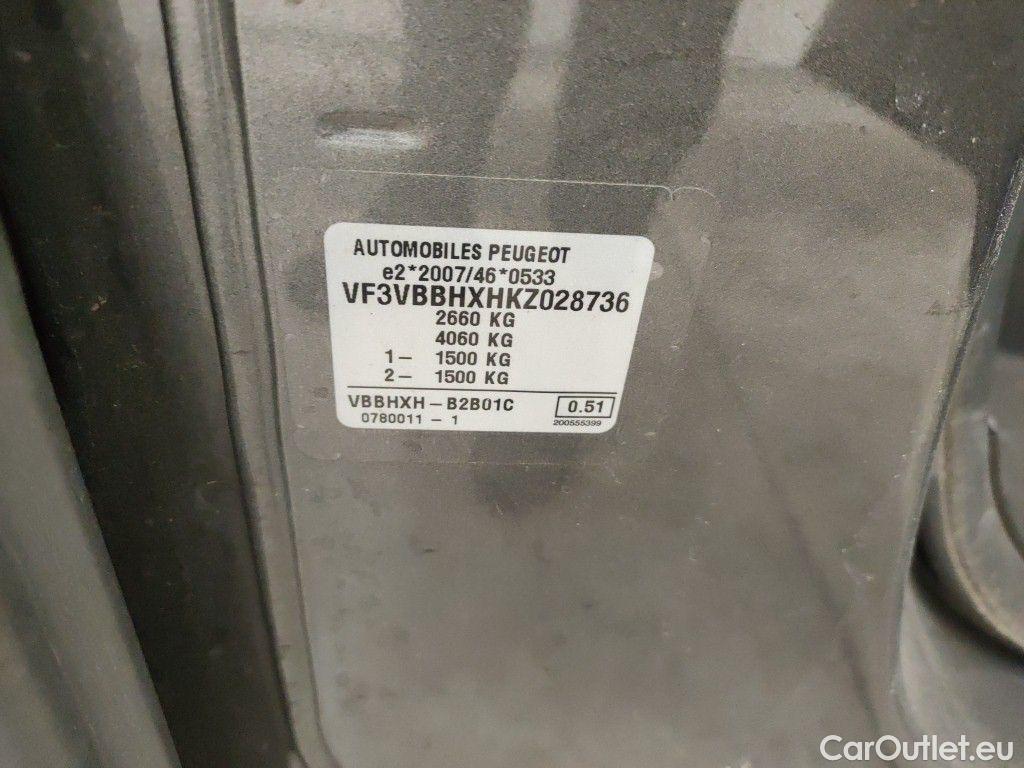 AUTOMOBILES PEUGEOT
e2*2007/46*0533
VF3VBBHXHKZ028736
2660 KG
4060 KG
1- 1500 KG
2- 1500 KG
VBBHXH-B2B01C 0.51
0780011-1 200555399
CarOutlet.eu